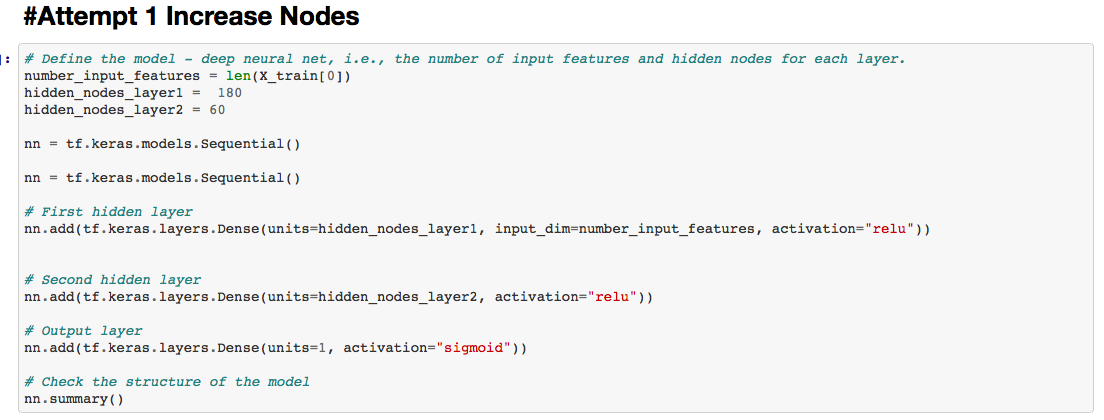 #Attempt 1 Increase Nodes
]:
# Define the model - deep neural net, i.e., the number of input features and hidden nodes for each layer.
number_input_features = len(X_train[0])
hidden_nodes_layer1 =  180
hidden_nodes_layer2 = 60
nn = tf.keras.models.Sequential()
nn = tf.keras.models.Sequential()
# First hidden layer
nn.add(tf.keras.layers.Dense(units=hidden_nodes_layer1, input_dim=number_input_features, activation="relu"))
# Second hidden layer
nn.add(tf.keras.layers.Dense(units=hidden_nodes_layer2, activation="relu"))
# Output layer
nn.add(tf.keras.layers.Dense(units=1, activation="sigmoid"))
# Check the structure of the model
nn.summary()